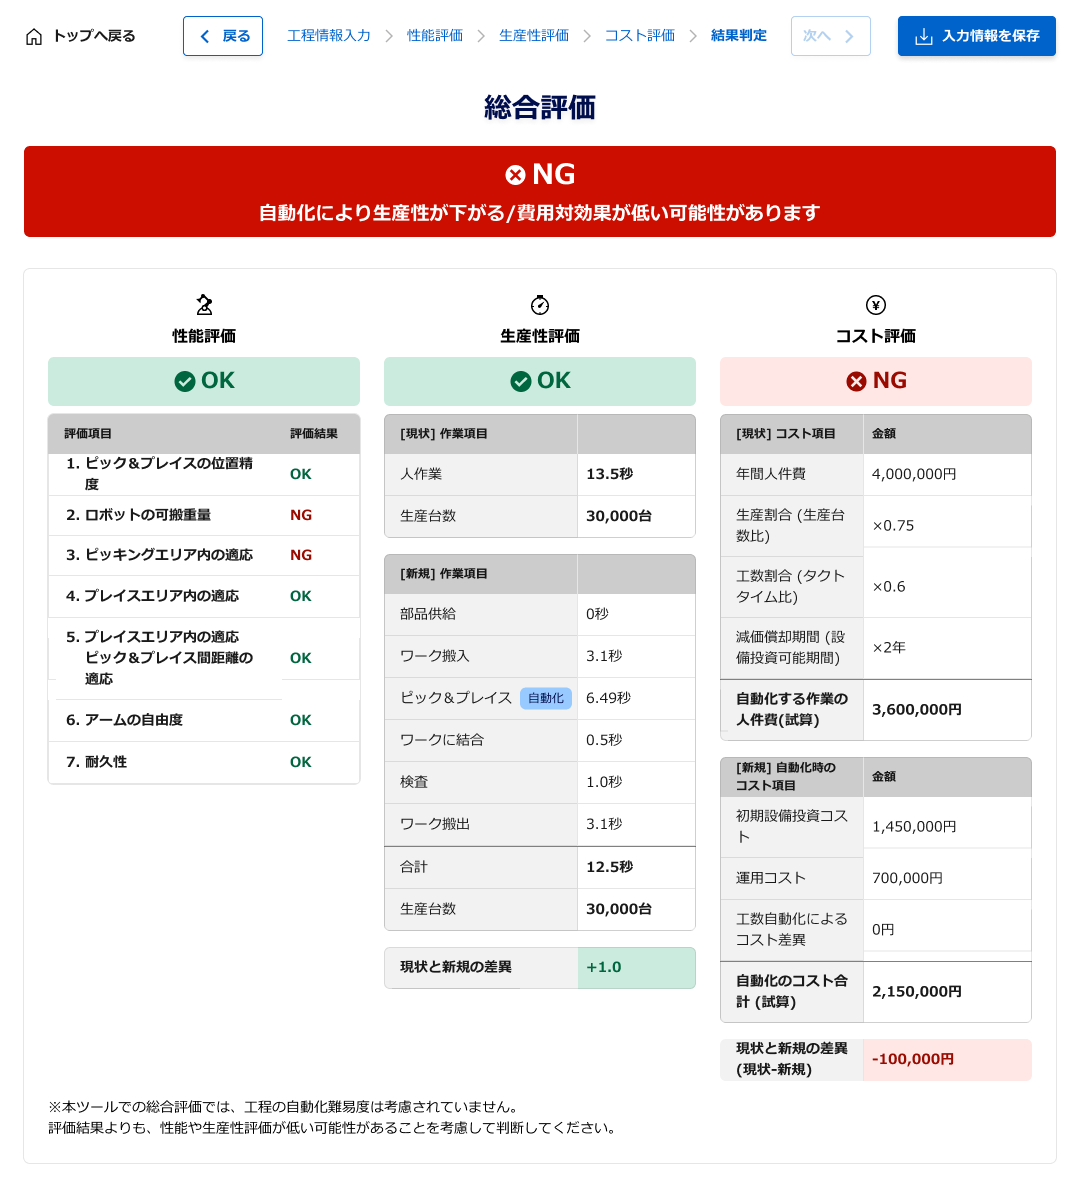 トップへ戻る
戻る
工程情報入力
性能評価
生産性評価
コスト評価
結果判定
次へ
入力情報を保存
総合評価
NG
自動化により生産性が下がる/費用対効果が低い可能性があります
性能評価
OK
評価項目 評価結果
1. ピック&プレイスの位置精
度
OK
2. ロボットの可搬重量 NG
3. ピッキングエリア内の適応 NG
4. プレイスエリア内の適応 OK
5. プレイスエリア内の適応
ピック&プレイス間距離の
適応
OK
6. アームの自由度 OK
7. 耐久性 OK
生産性評価
OK
[現状] 作業項目
人作業 13.5秒
生産台数 30,000台
[新規] 作業項目
部品供給 0秒
ワーク搬入 3.1秒
ピック&プレイス 自動化 6.49秒
ワークに結合 0.5秒
検査 1.0秒
ワーク搬出 3.1秒
合計 12.5秒
生産台数 30,000台
現状と新規の差異 +1.0
コスト評価
NG
[現状] コスト項目 金額
年間人件費 4,000,000円
生産割合 (生産台
数比)
×0.75
工数割合 (タクト
タイム比)
×0.6
減価償却期間 (設
備投資可能期間)
×2年
自動化する作業の
人件費(試算)
3,600,000円
[新規] 自動化時の
コスト項目
金額
初期設備投資コス
ト
1,450,000円
運用コスト 700,000円
工数自動化による
コスト差異
0円
自動化のコスト合
計 (試算)
2,150,000円
現状と新規の差異
(現状-新規)
-100,000円
※本ツールでの総合評価では、工程の自動化難易度は考慮されていません。
評価結果よりも、性能や生産性評価が低い可能性があることを考慮して判断してください。